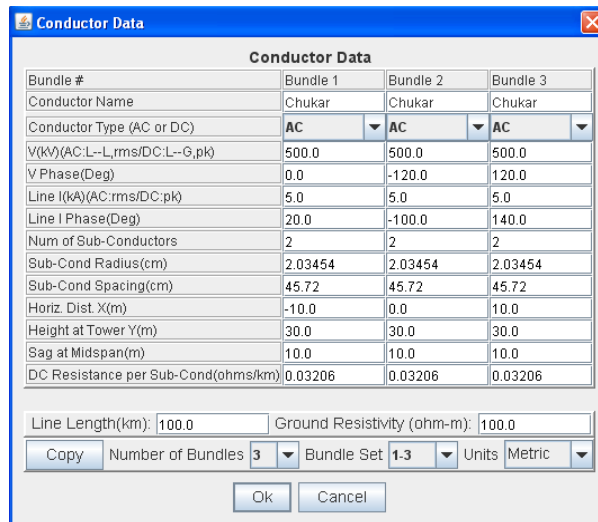 Conductor Data
Conductor Data
Bundle # Bundle 1 Bundle 2 Bundle 3
Conductor Name Chukar Chukar Chukar
Conductor Type (AC or DC) AC AC AC
V(kV)(AC:L--L,rms/DC:L--G,pk) 500.0 500.0 500.0
V Phase(Deg) 0.0 -120.0 120.0
Line I(kA)(AC:rms/DC:pk) 5.0 5.0 5.0
Line I Phase(Deg) 20.0 -100.0 140.0
Num of Sub-Conductors 2 2 2
Sub-Cond Radius(cm) 2.03454 2.03454 2.03454
Sub-Cond Spacing(cm) 45.72 45.72 45.72
Horiz. Dist. X(m) -10.0 0.0 10.0
Height at Tower Y(m) 30.0 30.0 30.0
Sag at Midspan(m) 10.0 10.0 10.0
DC Resistance per Sub-Cond(ohms/km) 0.03206 0.03206 0.03206
Line Length(km): 100.0 Ground Resistivity (ohm-m): 100.0
Copy Number of Bundles 3 Bundle Set 1-3 Units Metric
Ok Cancel